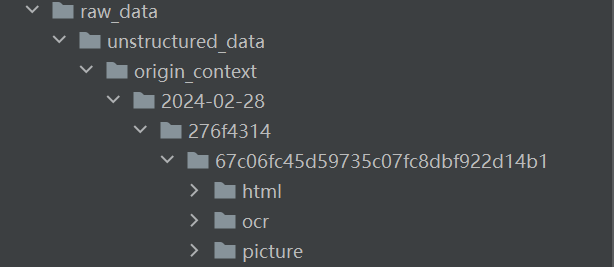 raw_data
unstructured_data
origin_context
2024-02-28
276f4314
67c06fc45d59735c07fc8dbf922d14b1
html
ocr
picture